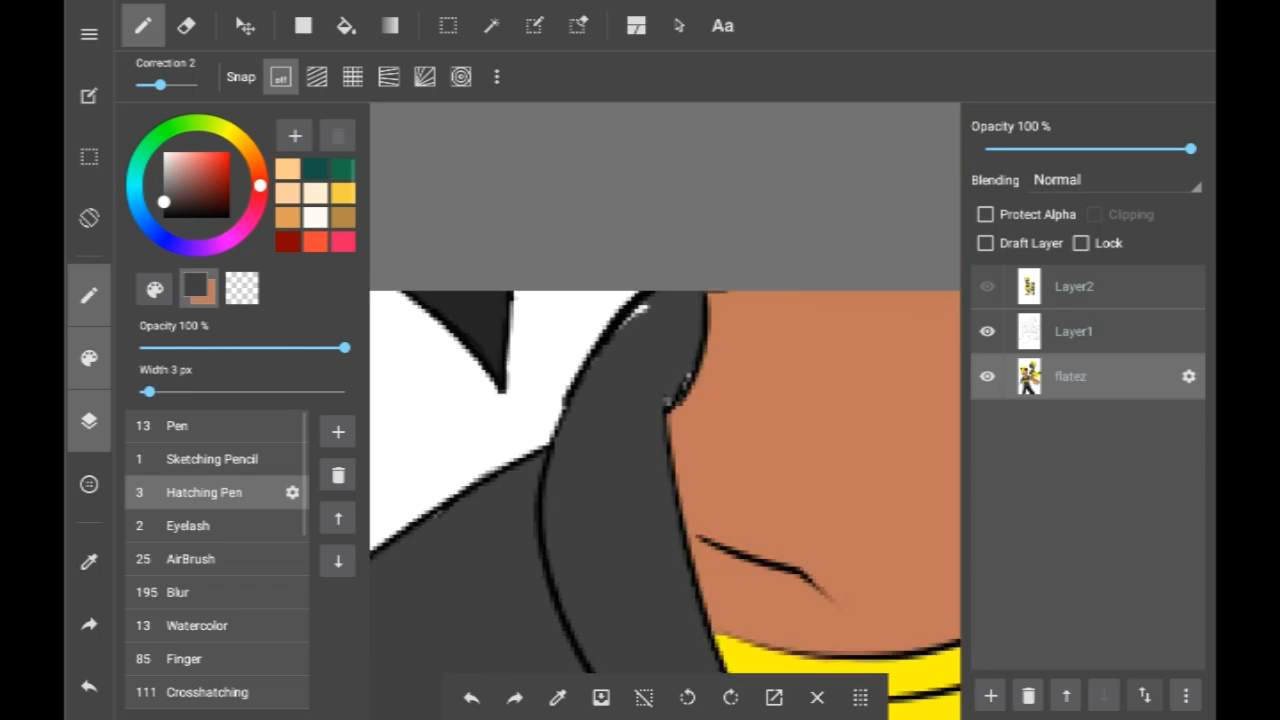 Aa
Correction 2
Snap
off
Opacity 100 %
Width 3 px
13 Pen
1 Sketching Pencil
3 Hatching Pen
2 Eyelash
25 AirBrush
195 Blur
13 Watercolor
85 Finger
111 Crosshatching
Opacity 100 %
Blending Normal
Protect Alpha Clipping
Draft Layer Lock
Layer2
Layer1
flatez